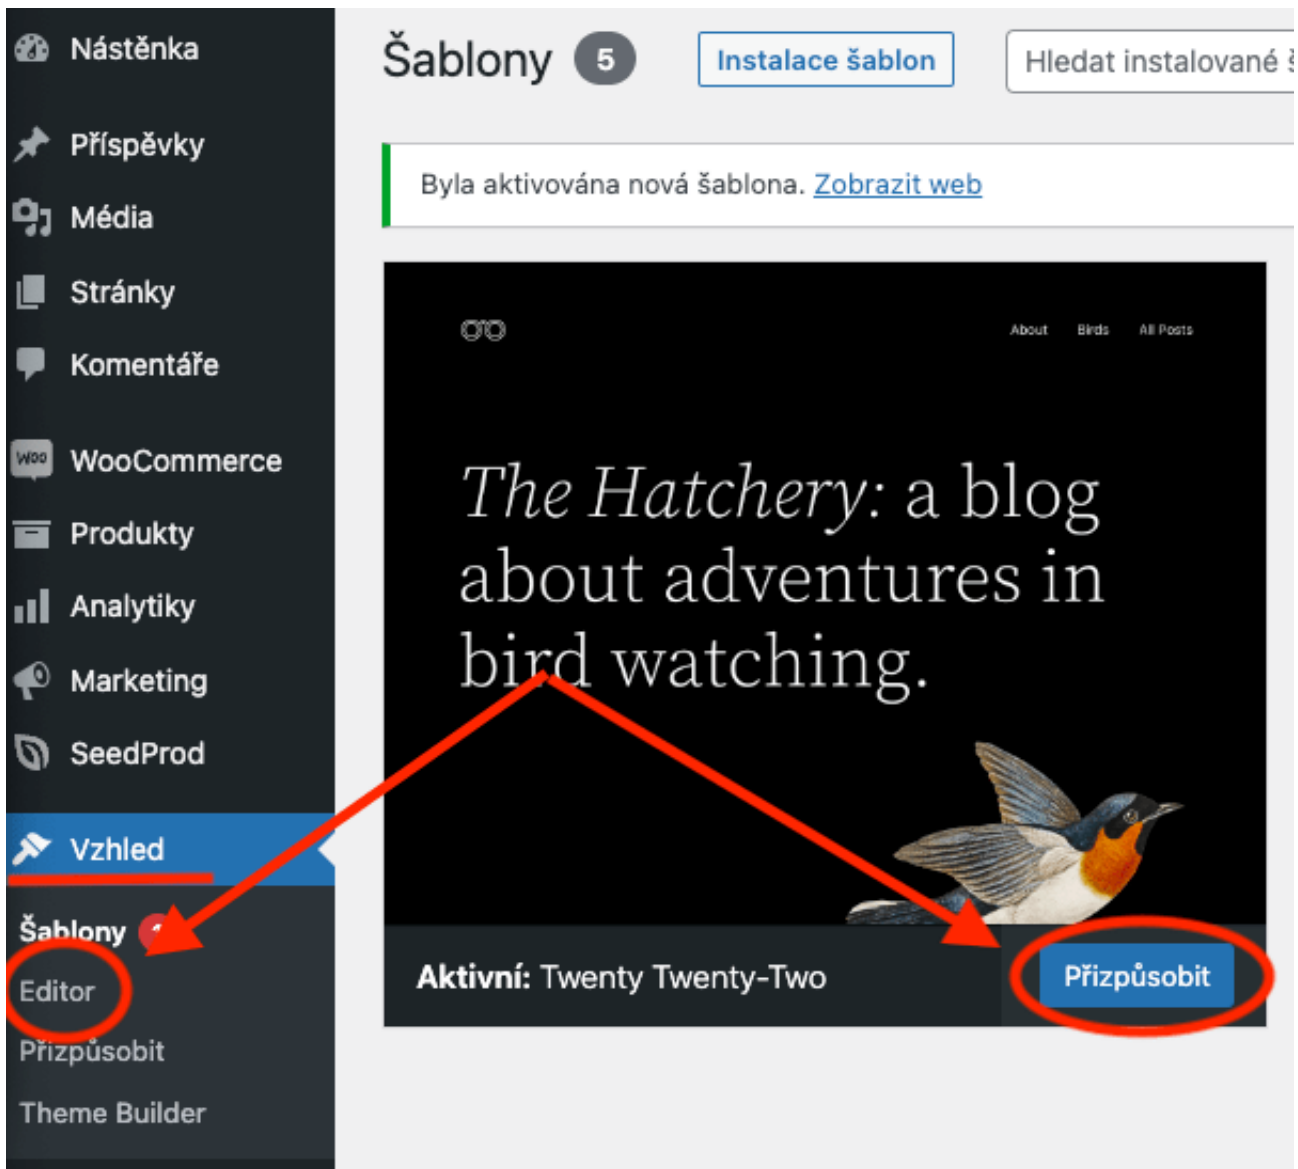 Nástěnka
Příspěvky
Média
Stránky
Komentáře
Woo WooCommerce
Produkty
Analytiky
Marketing
SeedProd
Vzhled
Šablony
Editor
Přizpůsobit
Theme Builder
Šablony 5 Instalace šablon Hledat instalované
Byla aktivována nová šablona. Zobrazit web
About Birds All Posts
The Hatchery: a blog
about adventures in
bird watching.
Aktivní: Twenty Twenty-Two Přizpůsobit